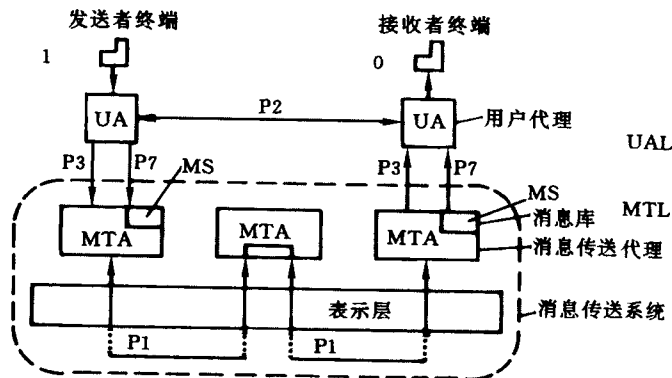 发送者终端
接收者终端
1
0
UA
P2
UA
用户代理
UAL
P3
P7
MS
P3
P7
MS
消息库
MTL
MTA
MTA
MTA
消息传送代理
表示层
消息传送系统
P1
P1